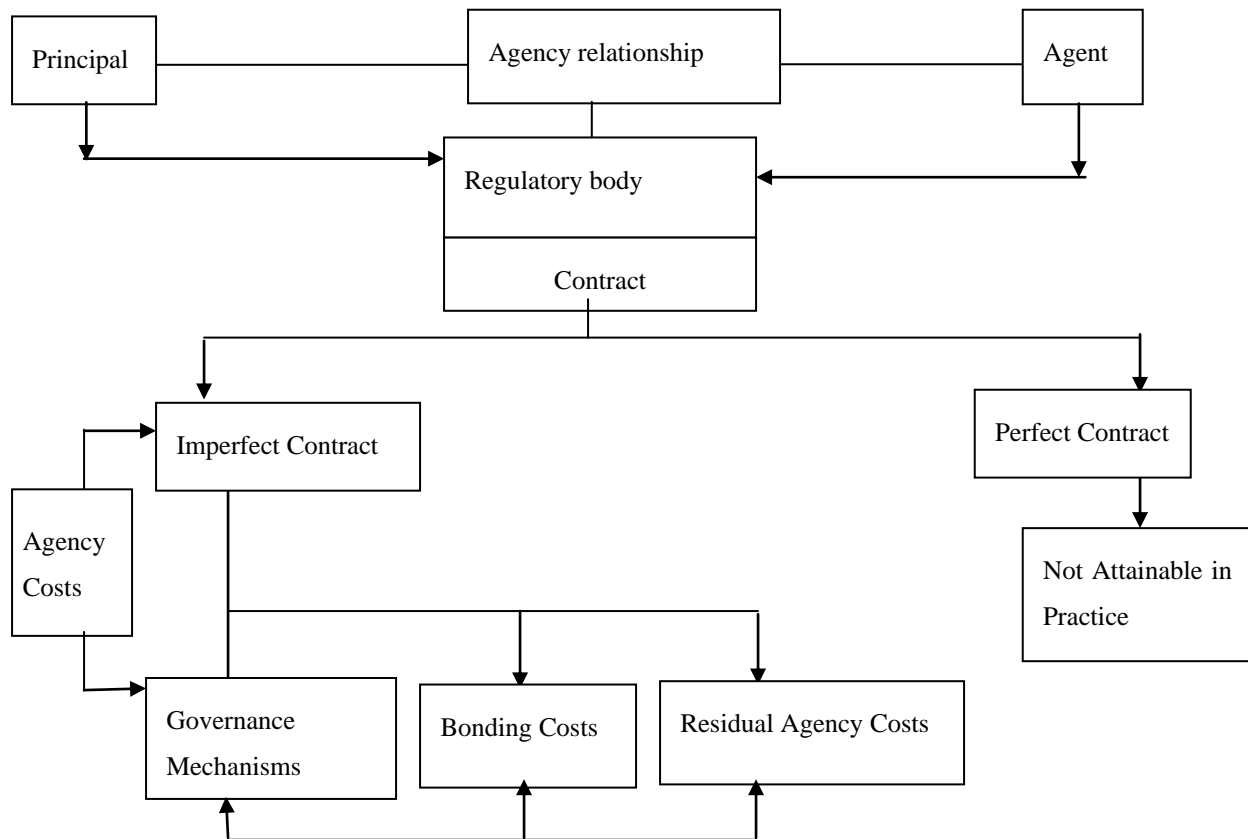 Principal
Agency relationship
Agent
Regulatory body
Contract
Imperfect Contract
Perfect Contract
Agency
Costs
Not Attainable in
Practice
Governance
Mechanisms
Bonding Costs
Residual Agency Costs